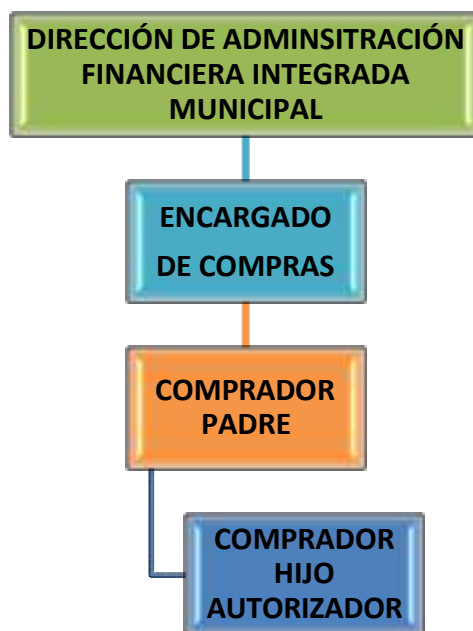 DIRECCIÓN DE ADMINSITRACIÓN
FINANCIERA INTEGRADA
MUNICIPAL
ENCARGADO
DE COMPRAS
COMPRADOR
PADRE
COMPRADOR
HIJO
AUTORIZADOR